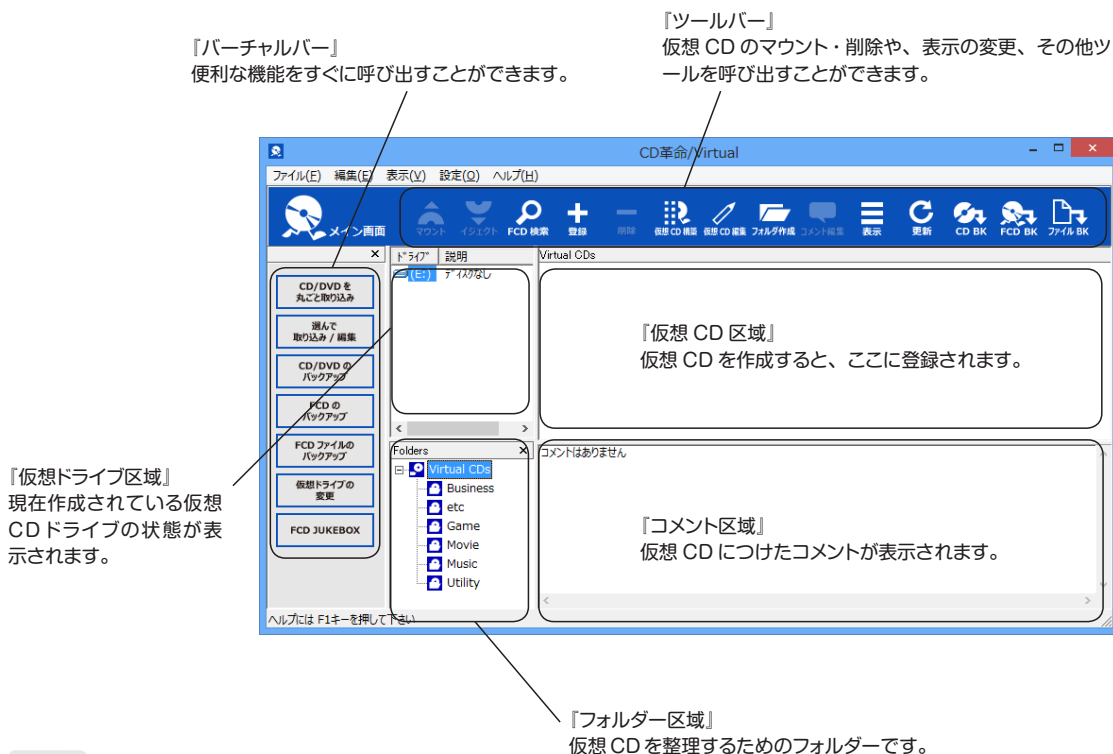 『ツールバー』
仮想 CD のマウント・削除や、表示の変更、その他ツ
ールを呼び出すことができます。
『バーチャルバー』
便利な機能をすぐに呼び出すことができます。
CD革命/Virtual
ファイル(F) 編集(E) 表示(V) 設定(O) ヘルプ(H)
メイン画面
マウント イジェクト FCD 検索 登録 削除 仮想 CD 構築 仮想 CD 編集 フォルダ作成 コメント編集 表示 更新 CD BK FCD BK ファイル BK
ドライブ 説明
Virtual CDs
(E:) ディスクなし
CD/DVD を
丸ごと取り込み
選んで
取り込み / 編集
CD/DVD の
バックアップ
FCD の
バックアップ
FCD ファイルの
バックアップ
仮想ドライブの
変更
FCD JUKEBOX
『仮想 CD 区域』
仮想 CD を作成すると、ここに登録されます。
『仮想ドライブ区域』
現在作成されている仮想
CDドライブの状態が表
示されます。
Folders
Virtual CDs
Business
etc
Game
Movie
Music
Utility
コメントはありません
『コメント区域』
仮想 CD につけたコメントが表示されます。
ヘルプには F1キーを押して下さい
『フォルダー区域』
仮想 CD を整理するためのフォルダーです。